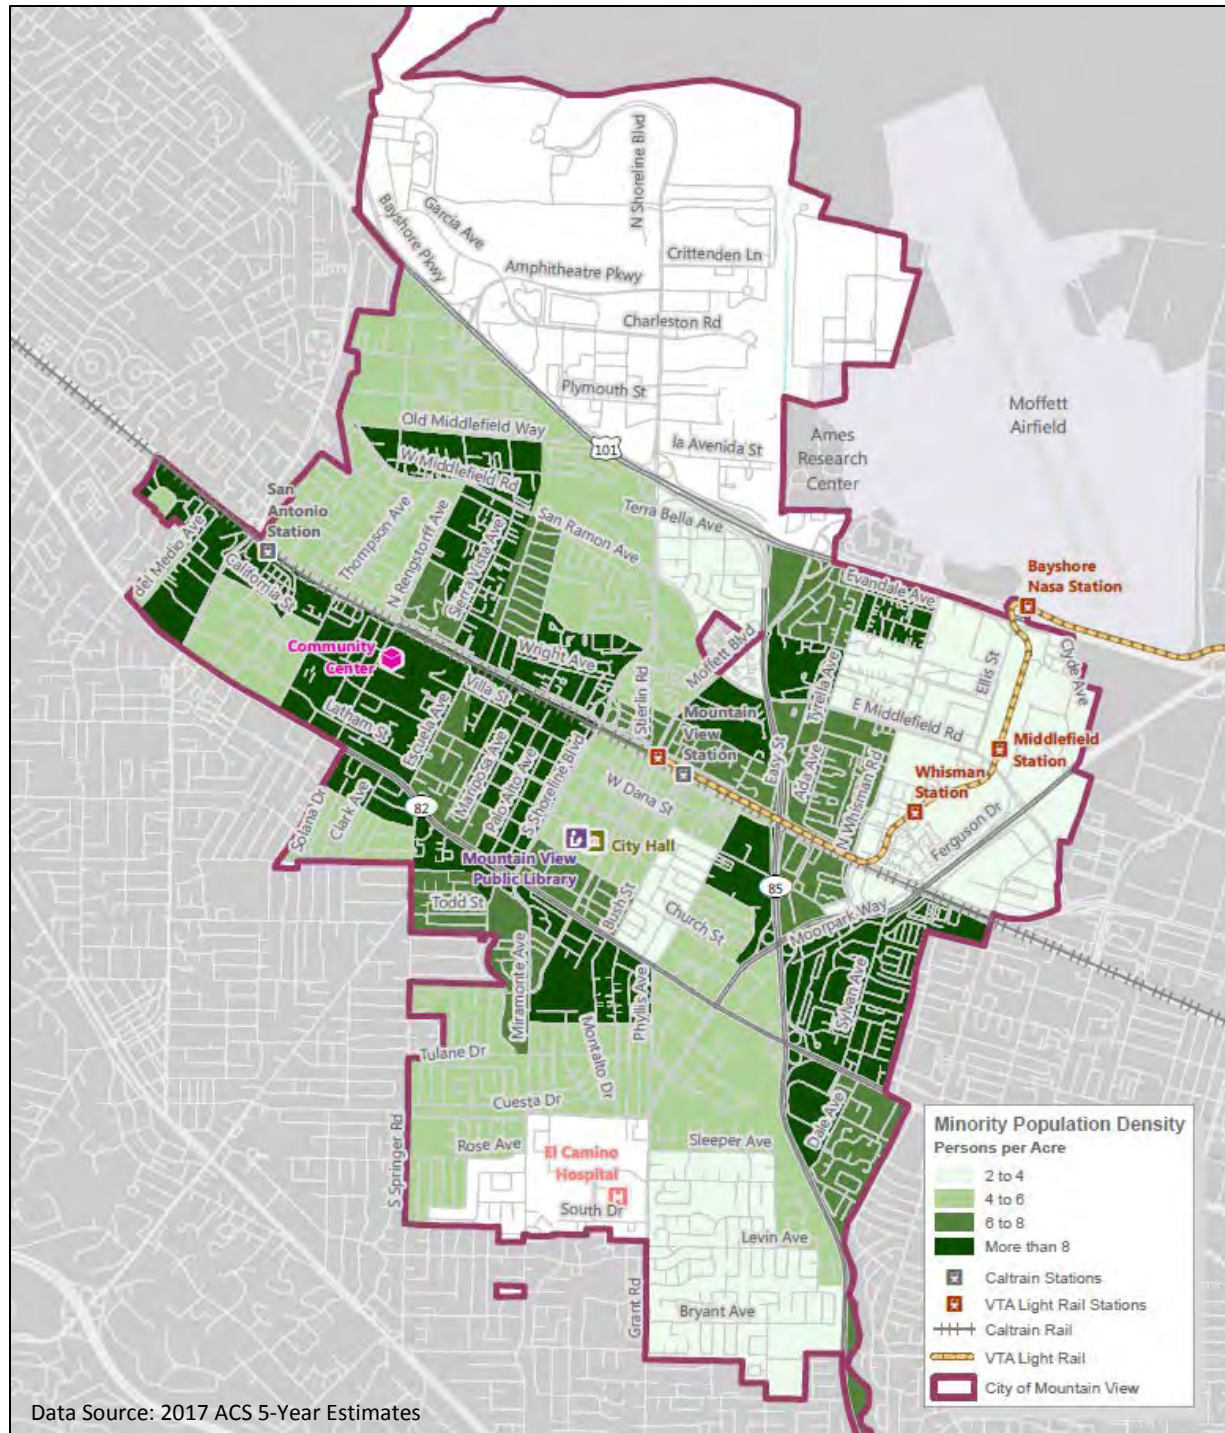 N Shoreline Blvd
Garcia Ave
Bayshore Pkwy
Crittenden Ln
Amphitheatre Pkwy
Charleston Rd
Plymouth St
Moffett
Airfield
Old Middlefield Way
101
la Avenida St
Ames
Research
Center
W Middlefield Rd
San
Antonio
Station
Terra Bella Ave
San Ramon Ave
Thompson Ave
N Rengstorff Ave
Sierra Vista Ave
del Medio Ave
California St
Evandale Ave
Bayshore
Nasa Station
Community
Center
Wright Ave
Moffett Blvd
Stierlin Rd
Tyrella Ave
Ellis St
Clyde Ave
Villa St
Latham St
Escuela Ave
Mountain
View
Station
E Middlefield Rd
Middlefield
Station
Easy St
Ada Ave
N Whisman Rd
Whisman
Station
Mariposa Ave
Palo Alto Ave
S Shoreline Blvd
W Dana St
Solana Dr
Clark Ave
82
Ferguson Dr
City Hall
Mountain View
Public Library
85
Todd St
Bush St
Church St
E Moorpark Way
Miramonte Ave
Phyllis Ave
Sylvan Ave
Montalto Dr
Tulane Dr
Cuesta Dr
Dale Ave
S Springer Rd
Rose Ave
El Camino
Hospital
Sleeper Ave
South Dr
Levin Ave
Grant Rd
Bryant Ave
Minority Population Density
Persons per Acre
2 to 4
4 to 6
6 to 8
More than 8
Caltrain Stations
VTA Light Rail Stations
Caltrain Rail
VTA Light Rail
City of Mountain View
Data Source: 2017 ACS 5-Year Estimates